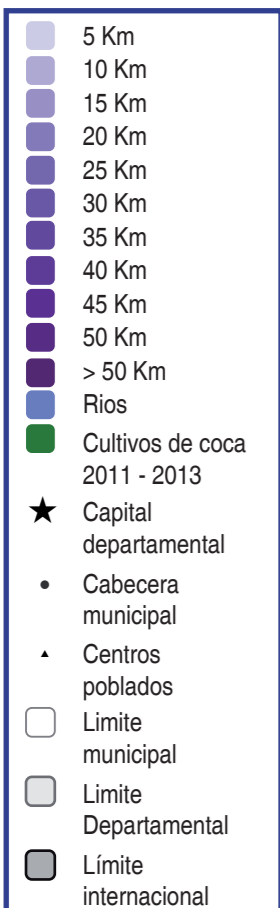 5 Km
10 Km
15 Km
20 Km
25 Km
30 Km
35 Km
40 Km
45 Km
50 Km
> 50 Km
Rios
Cultivos de coca
2011 - 2013
Capital
departamental
Cabecera
municipal
Centros
poblados
Limite
municipal
Limite
Departamental
Límite
internacional